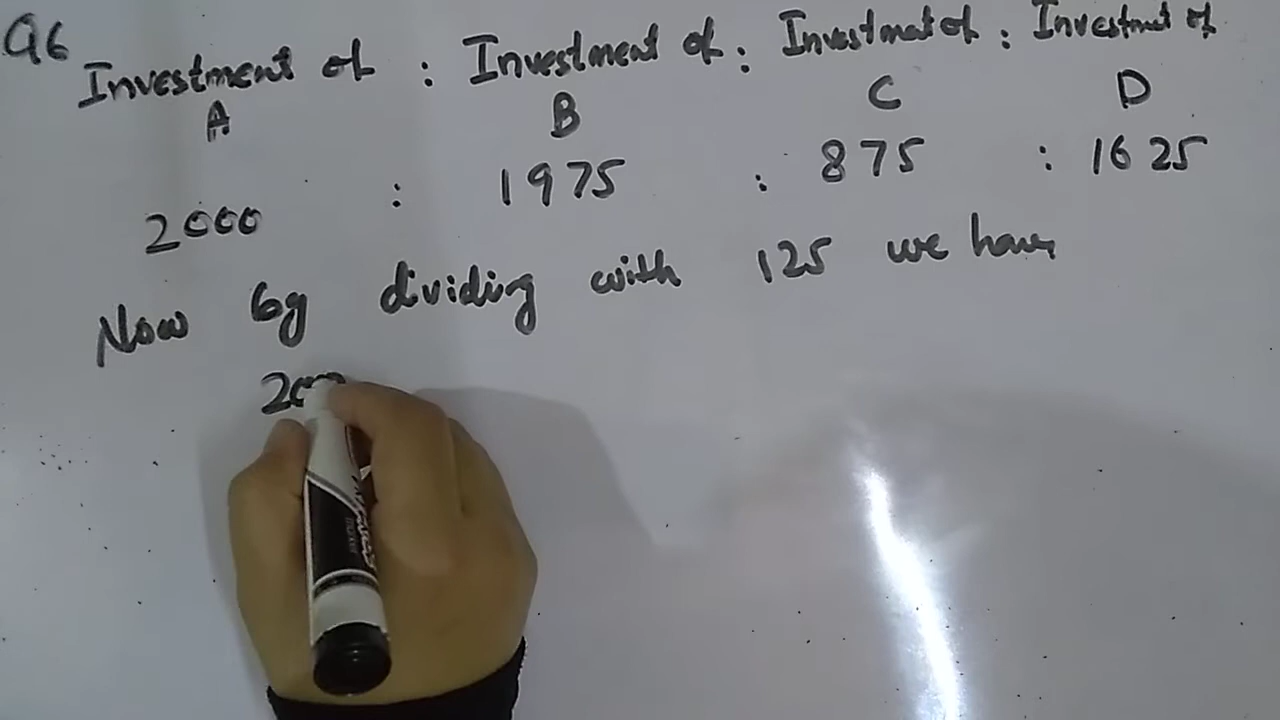 Q6
Investment of : Investment of : Investment of : Investment of
A B C D
2000 : 1975 : 875 : 1625
Now by dividing with 125 we have
200